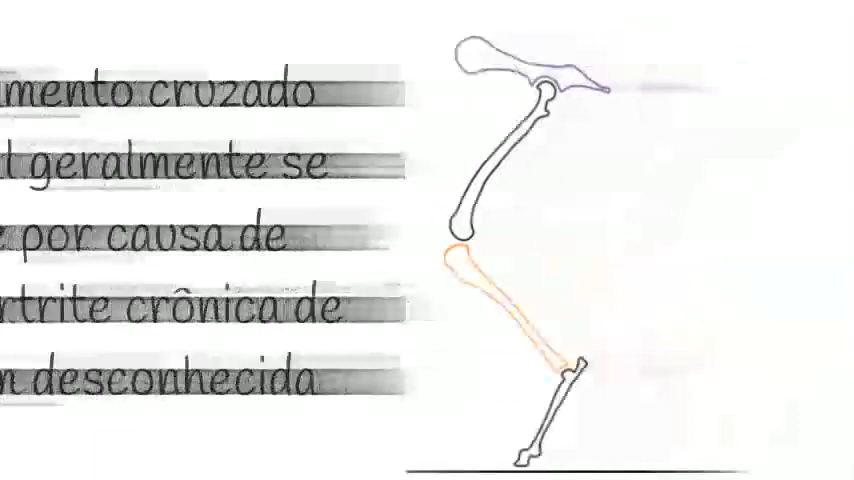 mento cruzado
geralmente se
por causa de
rtrite crônica de
desconhecida